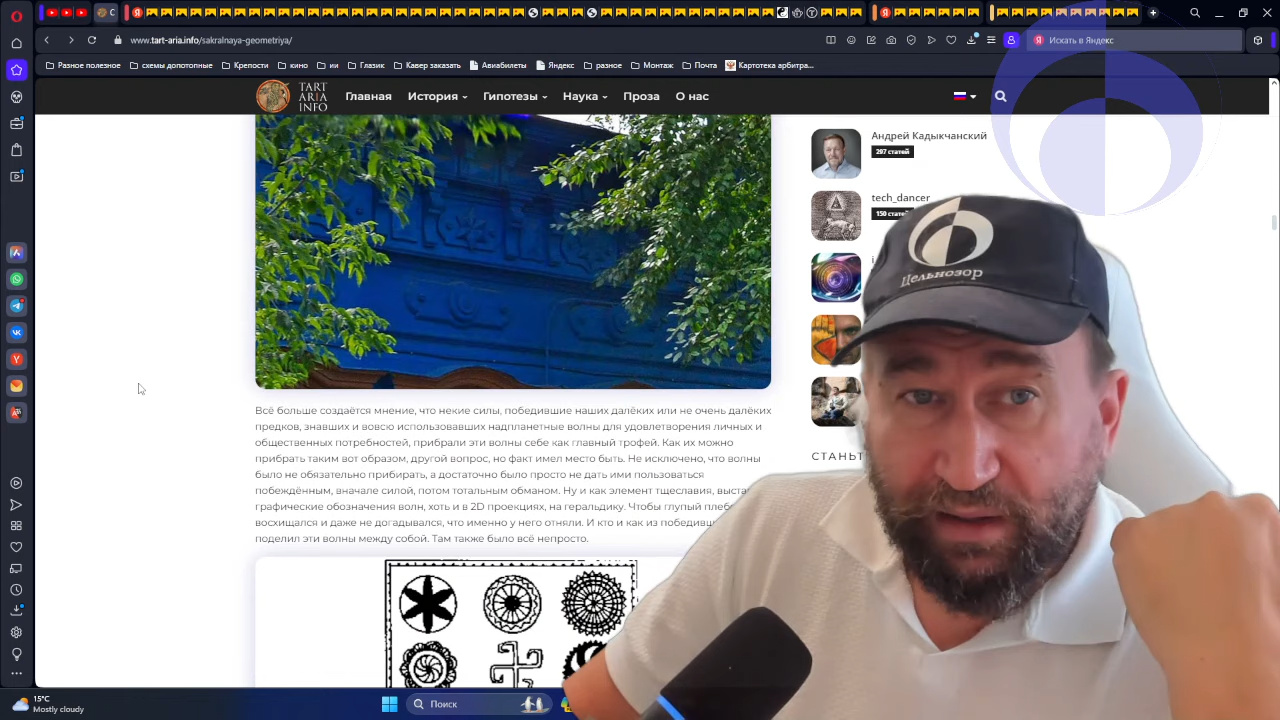 www.tart-aria.info/sakralnaya-geometriya/
Искать в Яндекс
Разное полезное
схемы допотопные
Крепости
кино
ии
Глазик
Кавер заказать
Авиабилеты
Яндекс
разное
Монтаж
Почта
Картотека арбитра...
TART
ARIA
INFO
Главная
История
Гипотезы
Наука
Проза
О нас
Андрей Кадыкчанский
297 статей
tech_dancer
150
Цельнозор
Всё больше создаётся мнение, что некие силы, победившие наших далёких или не очень далёких
предков, знавших и вовсю использовавших надпланетные волны для удовлетворения личных и
общественных потребностей, прибрали эти волны себе как главный трофей. Как их можно
прибрать таким вот образом, другой вопрос, но факт имел место быть. Не исключено, что волны
было не обязательно прибирать, а достаточно было просто не дать ими пользоваться
побеждённым, вначале силой, потом тотальным обманом. Ну и как элемент тщеславия,
графические обозначения волн, хоть и в 2D проекциях, на геральдику. Чтобы глупый
восхищался и даже не догадывался, что именно у него отняли. И кто и как из
поделил эти волны между собой. Там также было всё непросто.
15°C
Mostly cloudy
Поиск